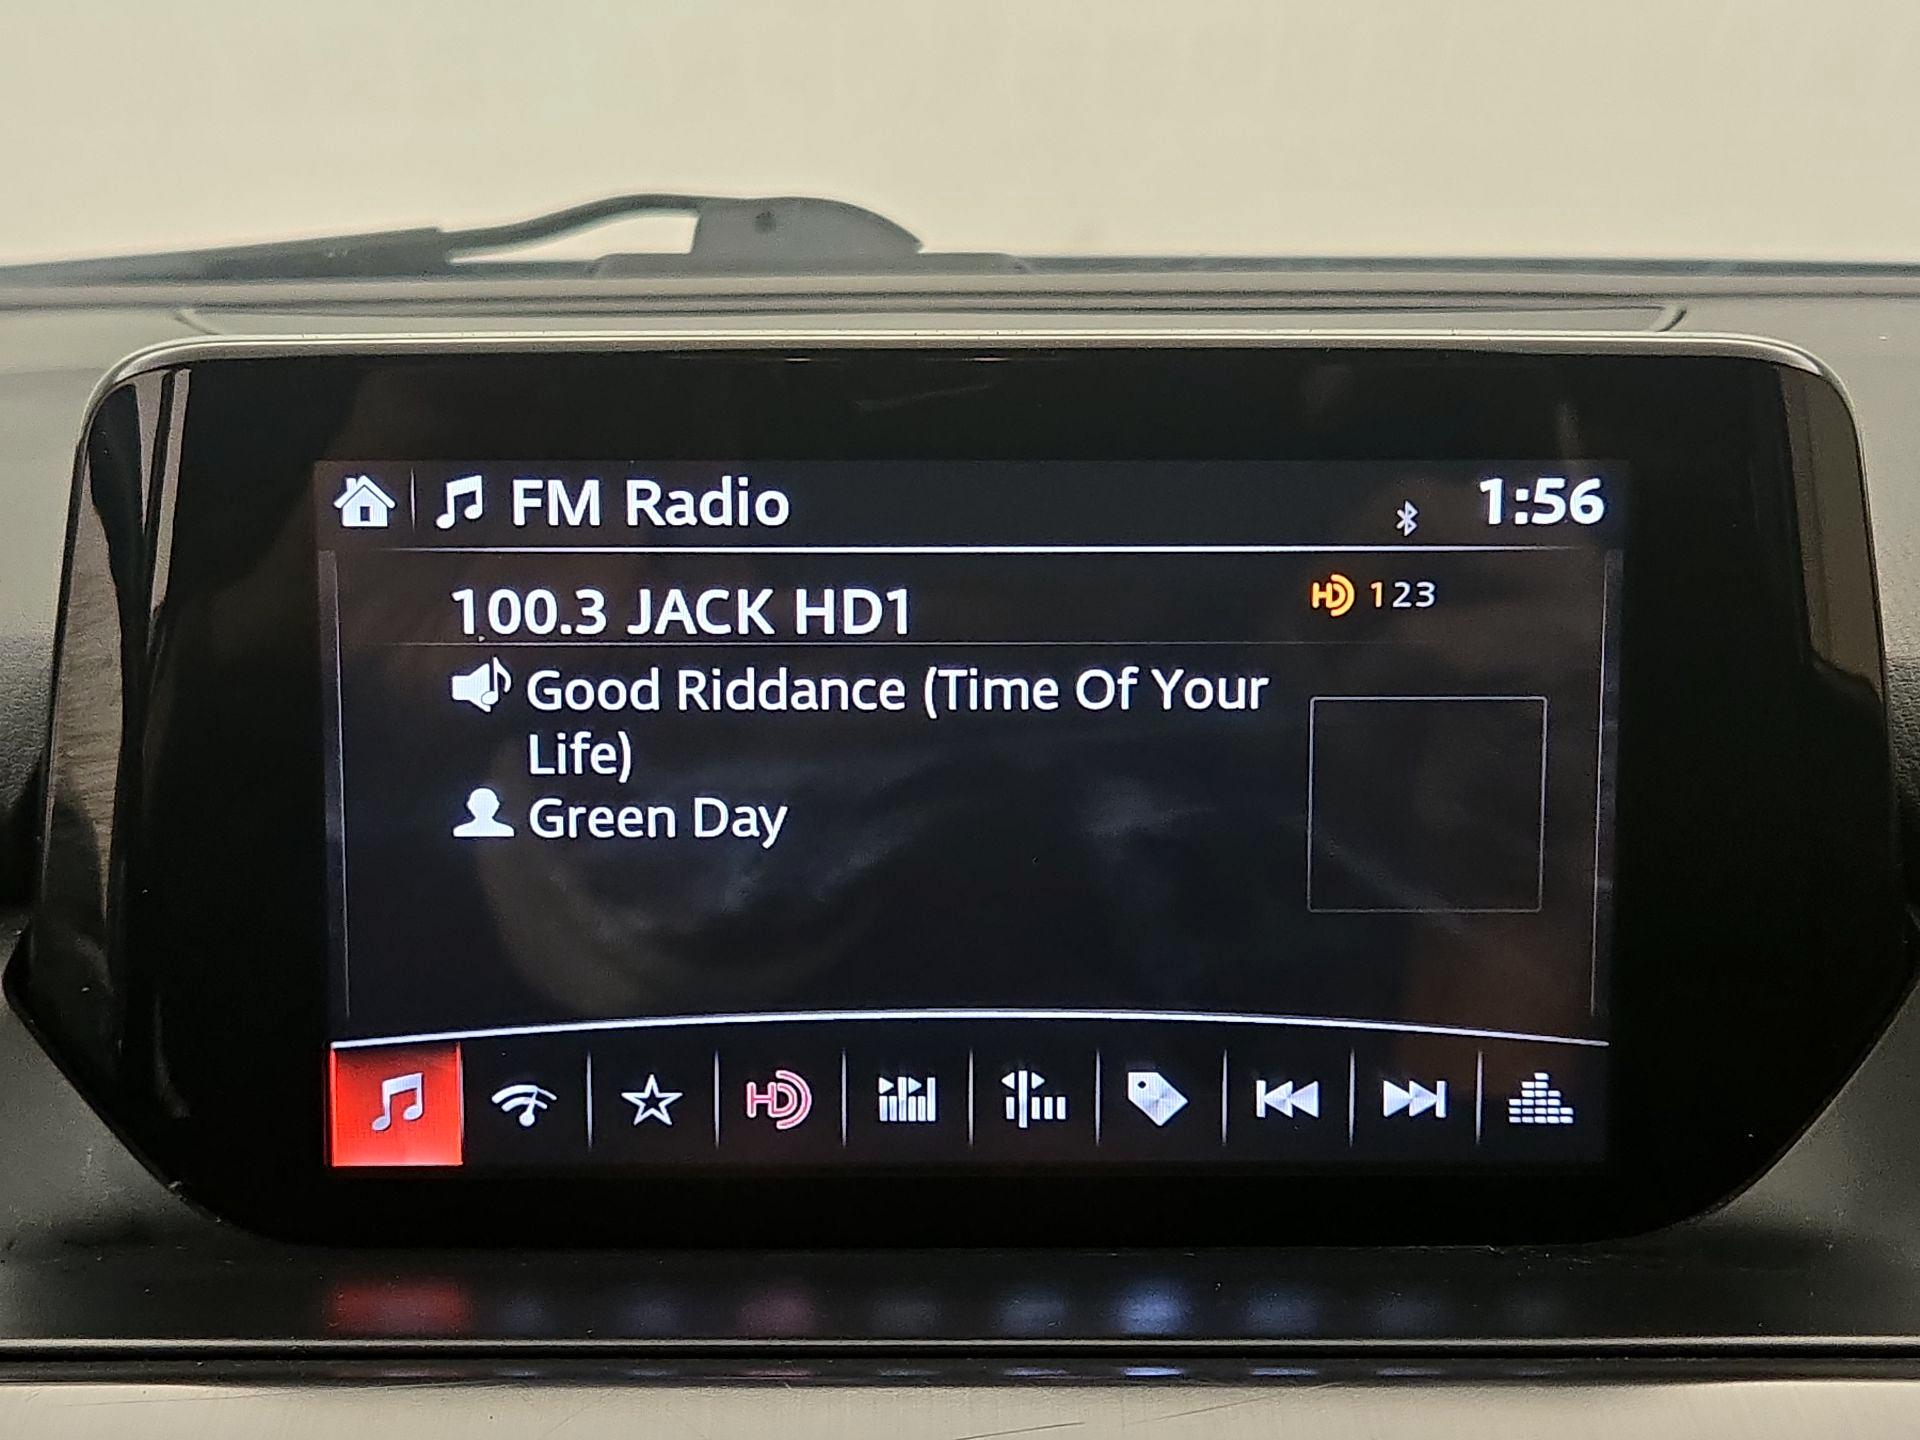 FM Radio
1:56
100.3 JACK HD1
HD 123
Good Riddance (Time Of Your
Life)
Green Day
HD